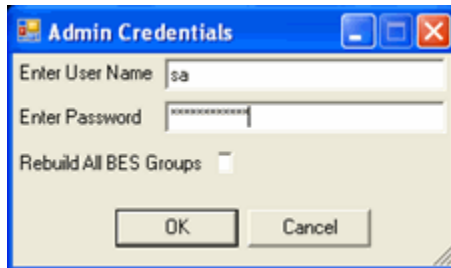 Admin Credentials
Enter User Name sa
Enter Password ************
Rebuild All BES Groups
OK Cancel